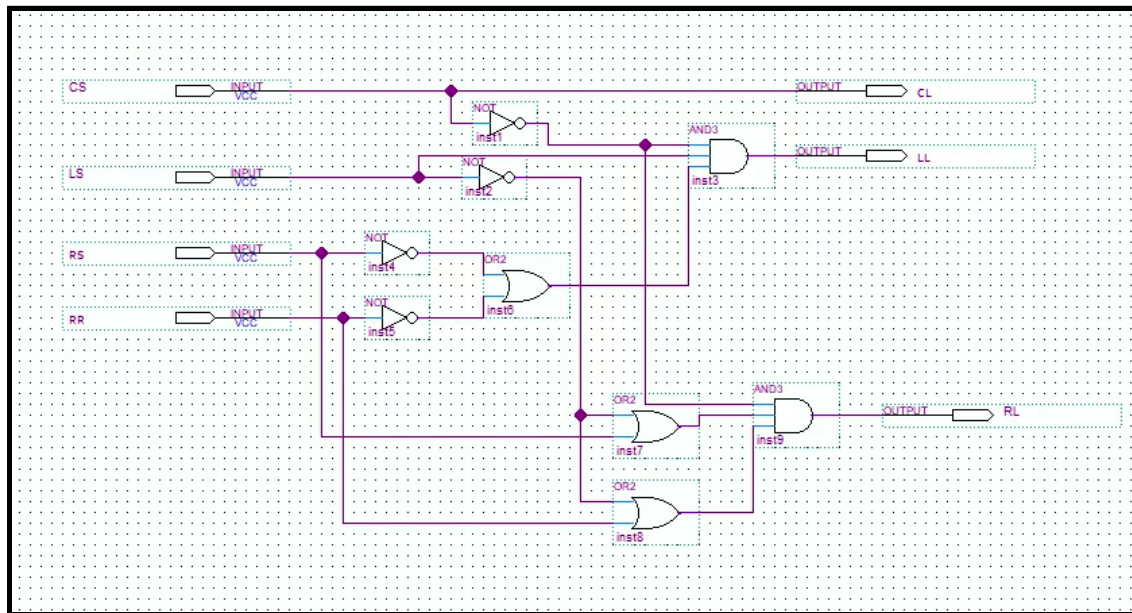 CS
INPUT
VCC
OUTPUT
CL
NOT
inst1
AND3
inst3
OUTPUT
LL
LS
INPUT
VCC
NOT
inst2
RS
INPUT
VCC
NOT
inst4
OR2
inst6
RR
INPUT
VCC
NOT
inst5
OR2
inst7
AND3
inst9
OUTPUT
RL
OR2
inst8